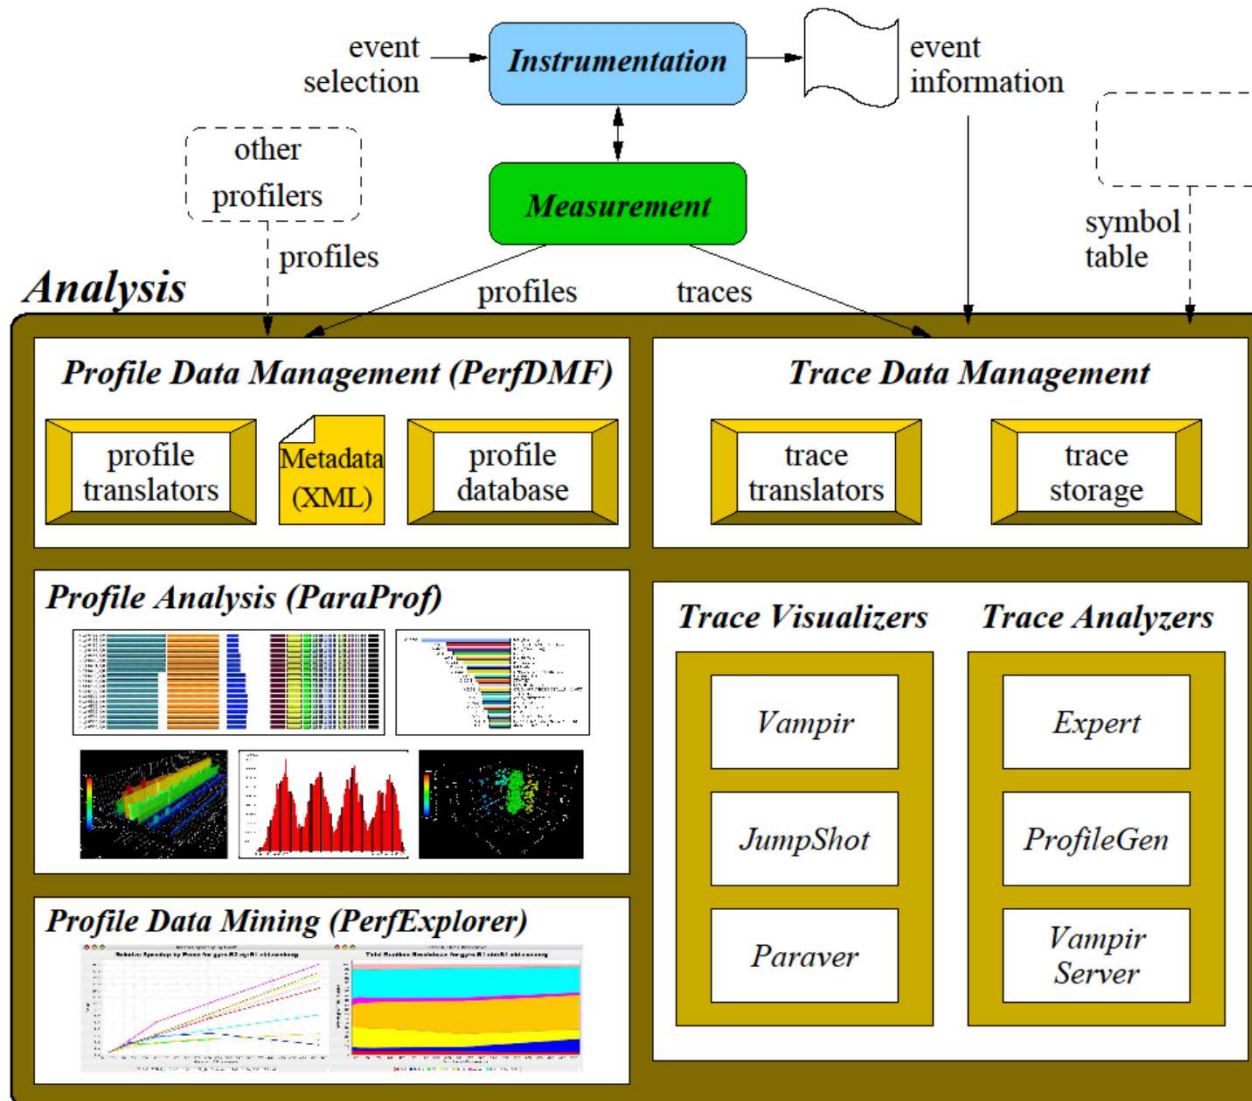 event
selection
Instrumentation
event
information
other
profilers
Measurement
symbol
table
profiles
profiles
traces
Analysis
Profile Data Management (PerfDMF)
profile
translators
Metadata
(XML)
profile
database
Trace Data Management
trace
translators
trace
storage
Profile Analysis (ParaProf)
Trace Visualizers
Vampir
JumpShot
Paraver
Trace Analyzers
Expert
ProfileGen
Vampir
Server
Profile Data Mining (PerfExplorer)